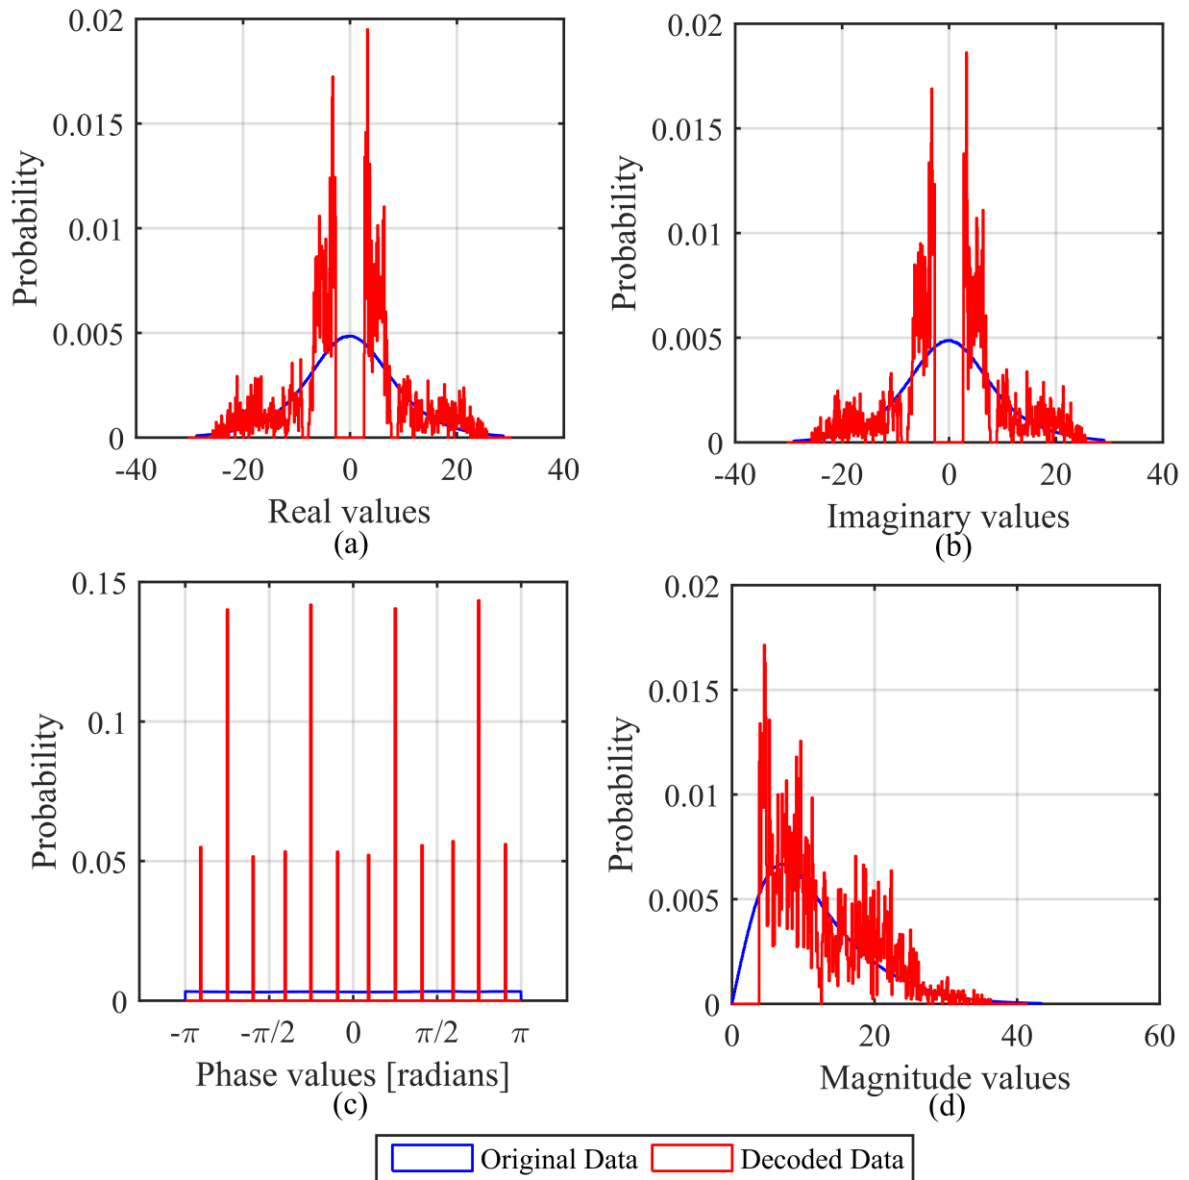 0.02
0.015
0.01
0.005
0
Probability
-40 -20 0 20 40
Real values
(a)
0.02
0.015
0.01
0.005
0
Probability
-40 -20 0 20 40
Imaginary values
(b)
0.15
0.1
0.05
0
Probability
-π -π/2 0 π/2 π
Phase values [radians]
(c)
0.02
0.015
0.01
0.005
0
Probability
0 20 40 60
Magnitude values
(d)
Original Data Decoded Data